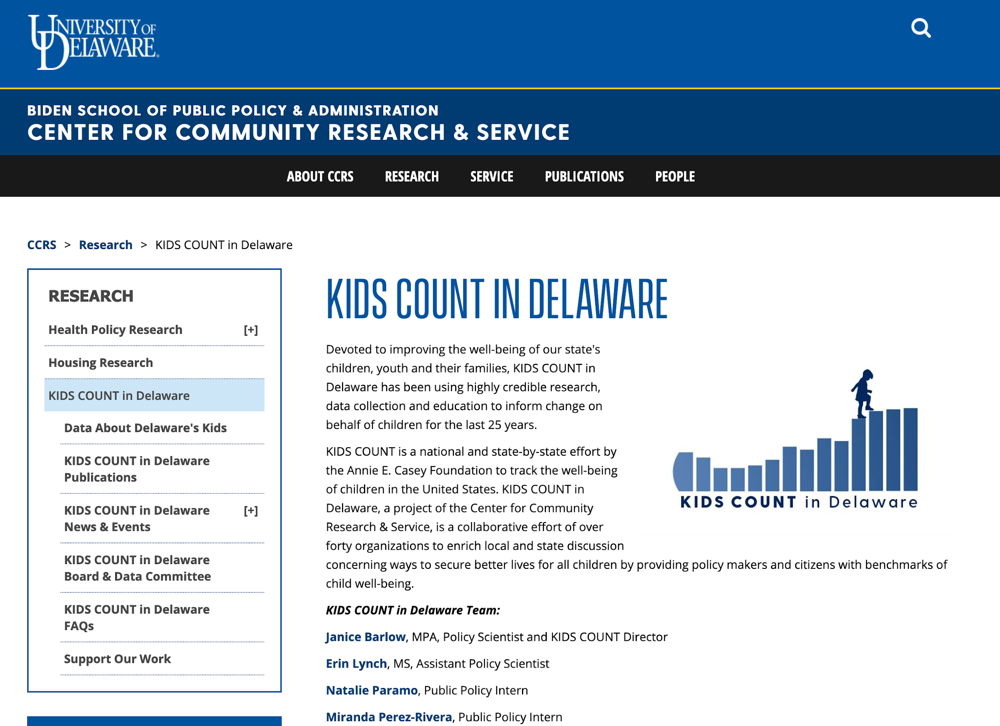 UNIVERSITY OF
DELAWARE®
BIDEN SCHOOL OF PUBLIC POLICY & ADMINISTRATION
CENTER FOR COMMUNITY RESEARCH & SERVICE
ABOUT CCRS RESEARCH SERVICE PUBLICATIONS PEOPLE
CCRS > Research > KIDS COUNT in Delaware
RESEARCH
Health Policy Research [+]
Housing Research
KIDS COUNT in Delaware
Data About Delaware's Kids
KIDS COUNT in Delaware
Publications
KIDS COUNT in Delaware [+]
News & Events
KIDS COUNT in Delaware
Board & Data Committee
KIDS COUNT in Delaware
FAQs
Support Our Work
KIDS COUNT IN DELAWARE
Devoted to improving the well-being of our state's
children, youth and their families, KIDS COUNT in
Delaware has been using highly credible research,
data collection and education to inform change on
behalf of children for the last 25 years.
KIDS COUNT is a national and state-by-state effort by
the Annie E. Casey Foundation to track the well-being
of children in the United States. KIDS COUNT in
Delaware, a project of the Center for Community
Research & Service, is a collaborative effort of over
forty organizations to enrich local and state discussion
concerning ways to secure better lives for all children by providing policy makers and citizens with benchmarks of
child well-being.
KIDS COUNT in Delaware
KIDS COUNT in Delaware Team:
Janice Barlow, MPA, Policy Scientist and KIDS COUNT Director
Erin Lynch, MS, Assistant Policy Scientist
Natalie Paramo, Public Policy Intern
Miranda Perez-Rivera, Public Policy Intern